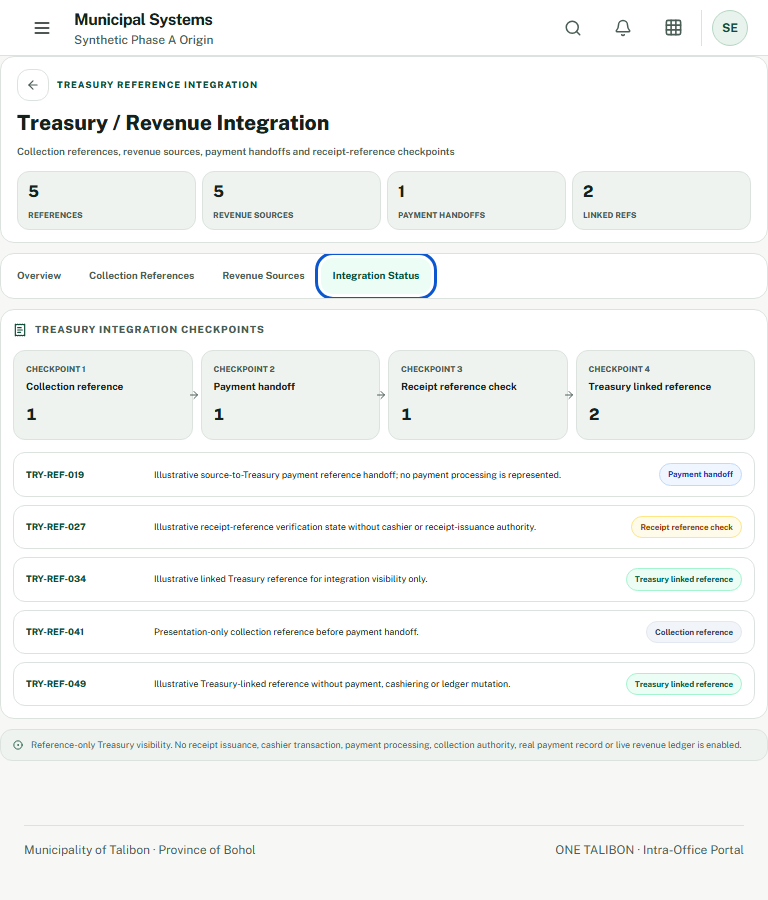 Municipal Systems
Synthetic Phase A Origin
SE
TREASURY REFERENCE INTEGRATION
Treasury / Revenue Integration
Collection references, revenue sources, payment handoffs and receipt-reference checkpoints
5
REFERENCES
5
REVENUE SOURCES
1
PAYMENT HANDOFFS
2
LINKED REFS
Overview
Collection References
Revenue Sources
Integration Status
TREASURY INTEGRATION CHECKPOINTS
CHECKPOINT 1
Collection reference
1
CHECKPOINT 2
Payment handoff
1
CHECKPOINT 3
Receipt reference check
1
CHECKPOINT 4
Treasury linked reference
2
TRY-REF-019 Illustrative source-to-Treasury payment reference handoff; no payment processing is represented. Payment handoff
TRY-REF-027 Illustrative receipt-reference verification state without cashier or receipt-issuance authority. Receipt reference check
TRY-REF-034 Illustrative linked Treasury reference for integration visibility only. Treasury linked reference
TRY-REF-041 Presentation-only collection reference before payment handoff. Collection reference
TRY-REF-049 Illustrative Treasury-linked reference without payment, cashiering or ledger mutation. Treasury linked reference
Reference-only Treasury visibility. No receipt issuance, cashier transaction, payment processing, collection authority, real payment record or live revenue ledger is enabled.
Municipality of Talibon · Province of Bohol
ONE TALIBON · Intra-Office Portal